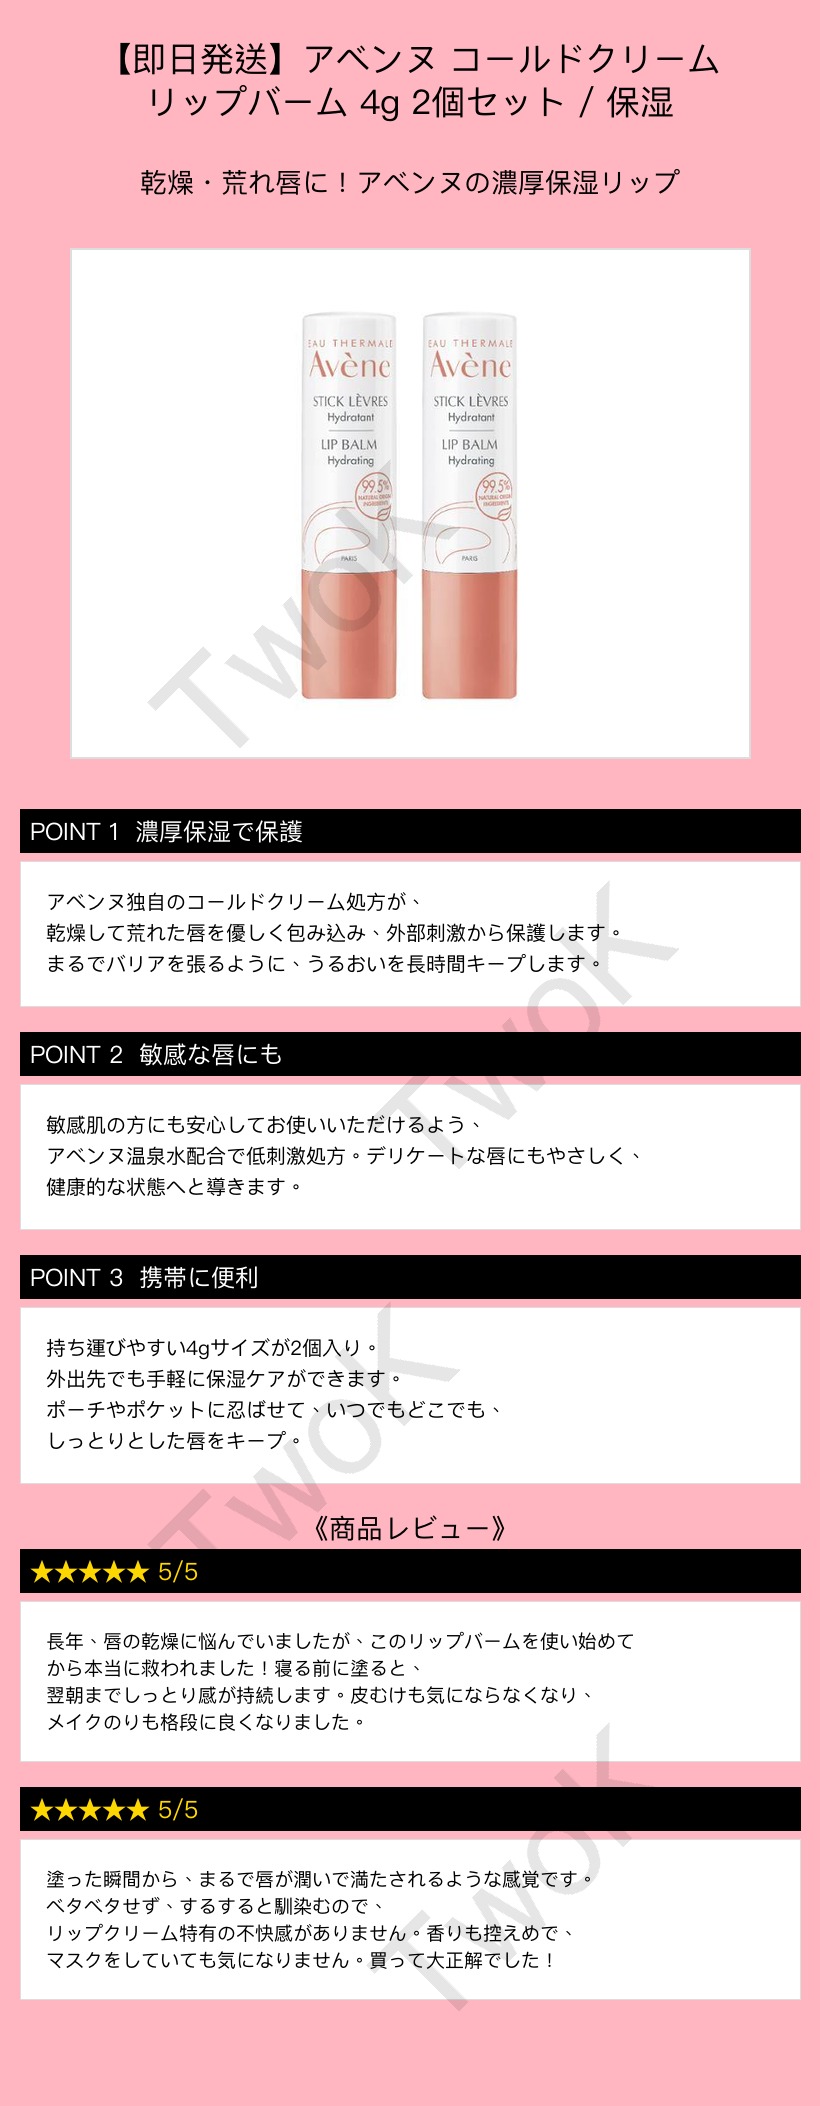 【即日発送】アベンヌ コールドクリーム
リップバーム 4g 2個セット / 保湿
乾燥・荒れ唇に！アベンヌの濃厚保湿リップ
EAU THERMALE
Avène
STICK LÈVRES
Hydratant
LIP BALM
Hydrating
99.5%
NATURAL ORIGIN
INGREDIENTS
PARIS
EAU THERMALE
Avène
STICK LÈVRES
Hydratant
LIP BALM
Hydrating
99.5%
NATURAL ORIGIN
INGREDIENTS
PARIS
TwoK
POINT 1 濃厚保湿で保護
アベンヌ独自のコールドクリーム処方が、
乾燥して荒れた唇を優しく包み込み、外部刺激から保護します。
まるでバリアを張るように、うるおいを長時間キープします。
TwoK
POINT 2 敏感な唇にも
敏感肌の方にも安心してお使いいただけるよう、
アベンヌ温泉水配合で低刺激処方。デリケートな唇にもやさしく、
健康的な状態へと導きます。
POINT 3 携帯に便利
持ち運びやすい4gサイズが2個入り。
外出先でも手軽に保湿ケアができます。
ポーチやポケットに忍ばせて、いつでもどこでも、
しっとりとした唇をキープ。
TwoK
《商品レビュー》
★★★★★ 5/5
長年、唇の乾燥に悩んでいましたが、このリップバームを使い始めて
から本当に救われました！寝る前に塗ると、
翌朝までしっとり感が持続します。皮むけも気にならなくなり、
メイクのりも格段に良くなりました。
★★★★★ 5/5
塗った瞬間から、まるで唇が潤いで満たされるような感覚です。
ベタベタせず、するすると馴染むので、
リップクリーム特有の不快感がありません。香りも控えめで、
マスクをしていても気になりません。買って大正解でした！
TwoK